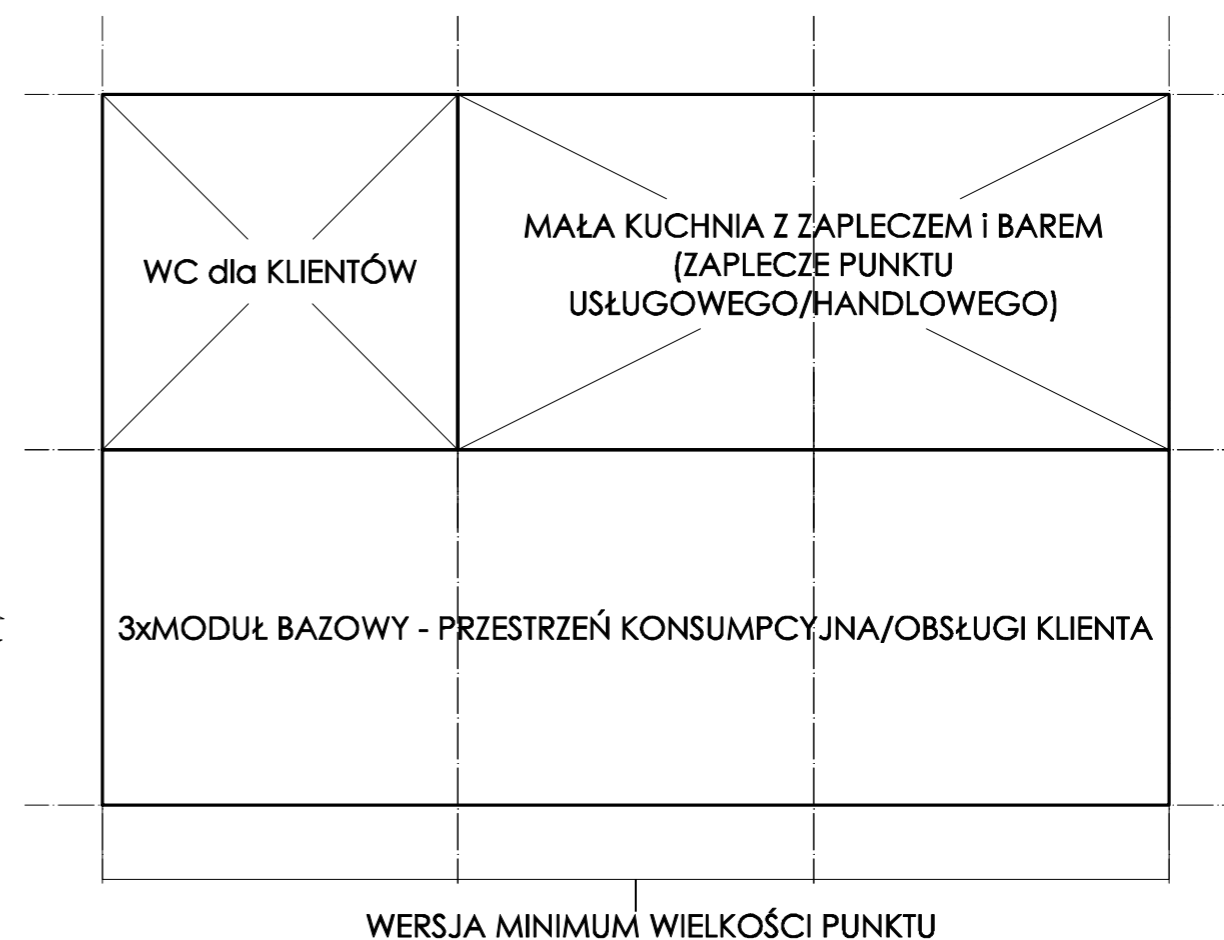 WC dla KLIENTÓW
MAŁA KUCHNIA Z ZAPLECZEM i BAREM
(ZAPLECZE PUNKTU
USŁUGOWEGO/HANDLOWEGO)
3xMODUŁ BAZOWY - PRZESTRZEŃ KONSUMPCYJNA/OBSŁUGI KLIENTA
WERSJA MINIMUM WIELKOŚCI PUNKTU